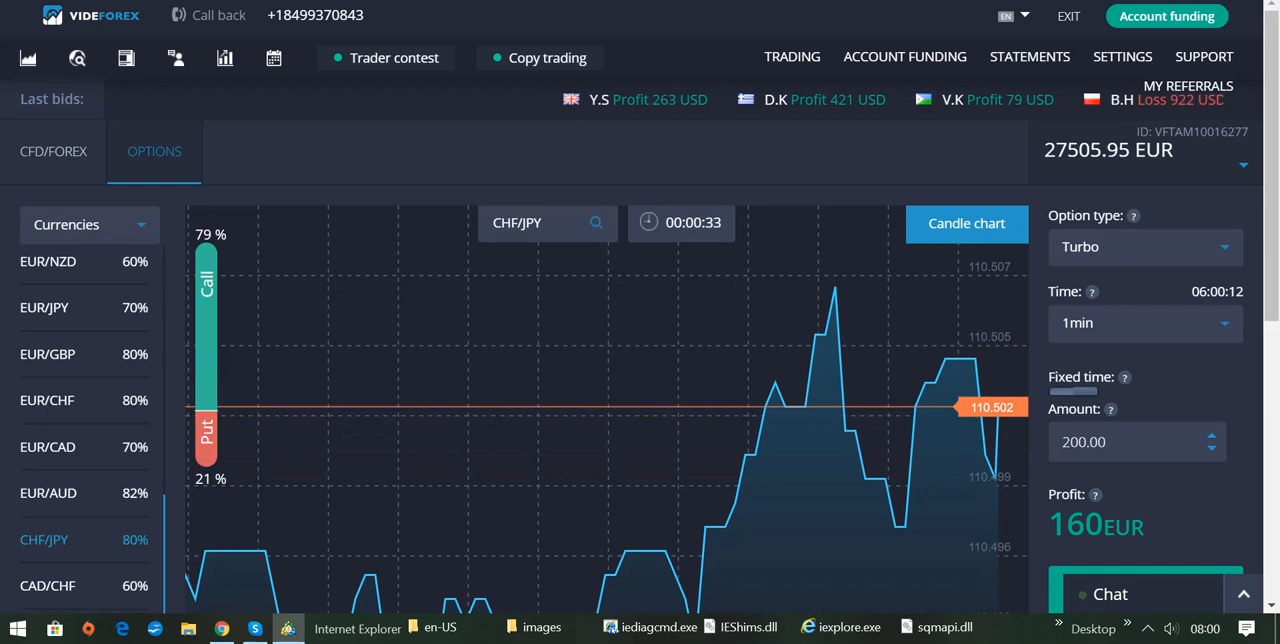 VIDEFOREX Call back +18499370843 EN EXIT Account funding
Trader contest Copy trading TRADING ACCOUNT FUNDING STATEMENTS SETTINGS SUPPORT
MY REFERRALS
Last bids: Y.S Profit 263 USD D.K Profit 421 USD V.K Profit 79 USD B.H Loss 922 USD
ID: VFTAM10016277
CFD/FOREX OPTIONS 27505.95 EUR
Currencies CHF/JPY 00:00:33 Candle chart Option type: ?
79 % Turbo
EUR/NZD 60% Call 110.507
Time: ? 06:00:12
EUR/JPY 70% 1min
110.505
EUR/GBP 80%
Fixed time: ?
EUR/CHF 80% 110.502 Amount: ?
EUR/CAD 70% Put 200.00
21 % 110.499
EUR/AUD 82% Profit: ?
160EUR
CHF/JPY 80% 110.496
CAD/CHF 60% Chat
Internet Explorer en-US images iediagcmd.exe IEShims.dll iexplore.exe sqmapi.dll » Desktop » 08:00